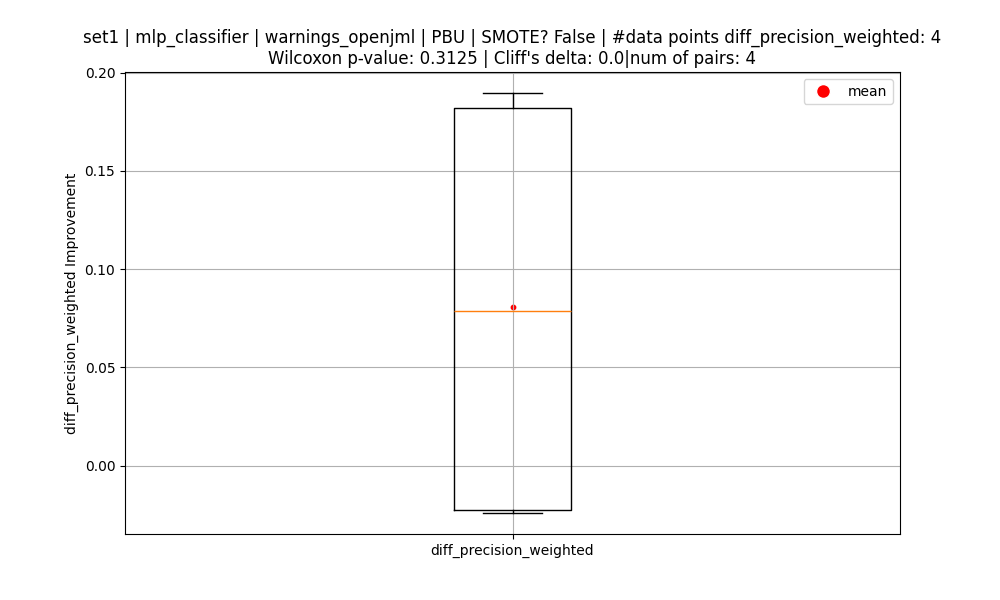 set1 | mlp_classifier | warnings_openjml | PBU | SMOTE? False | #data points diff_precision_weighted: 4
Wilcoxon p-value: 0.3125 | Cliff's delta: 0.0|num of pairs: 4
mean
0.20
0.15
0.10
0.05
0.00
diff_precision_weighted Improvement
diff_precision_weighted